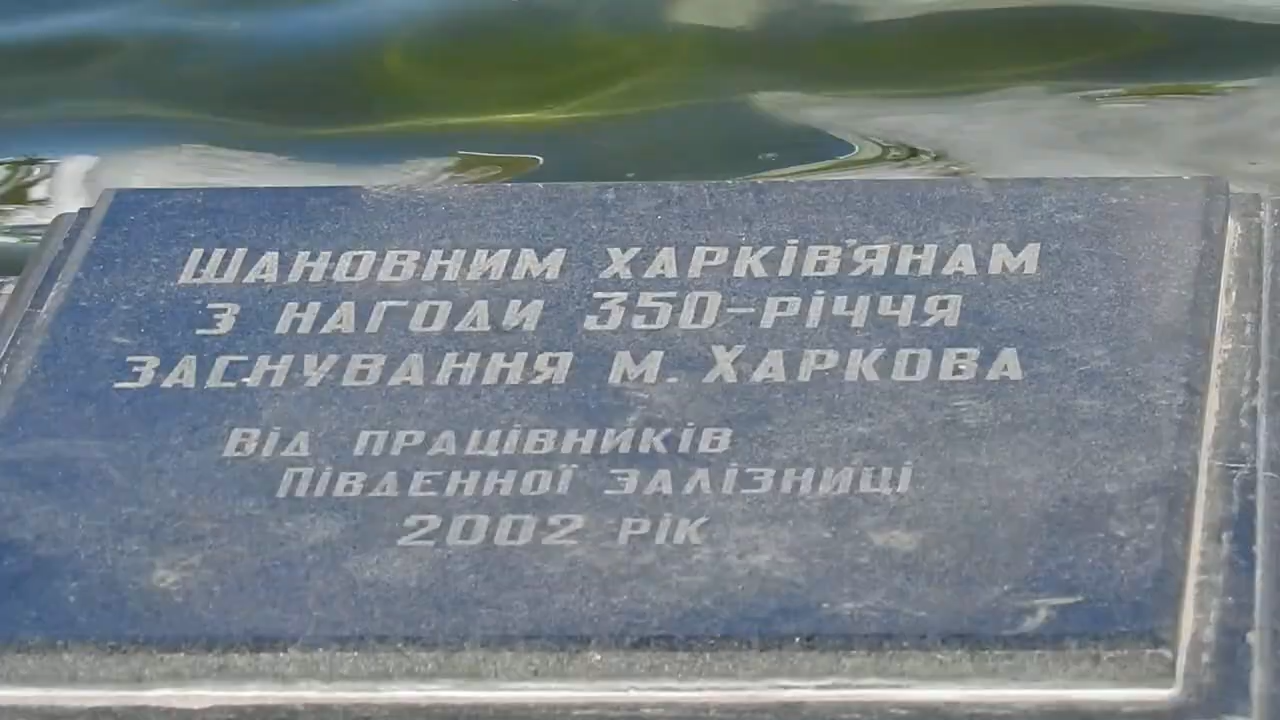 Шановним харків'янам
з нагоди 350-річчя
заснування м. Харкова
Від працівників
Південної залізниці
2002 рік